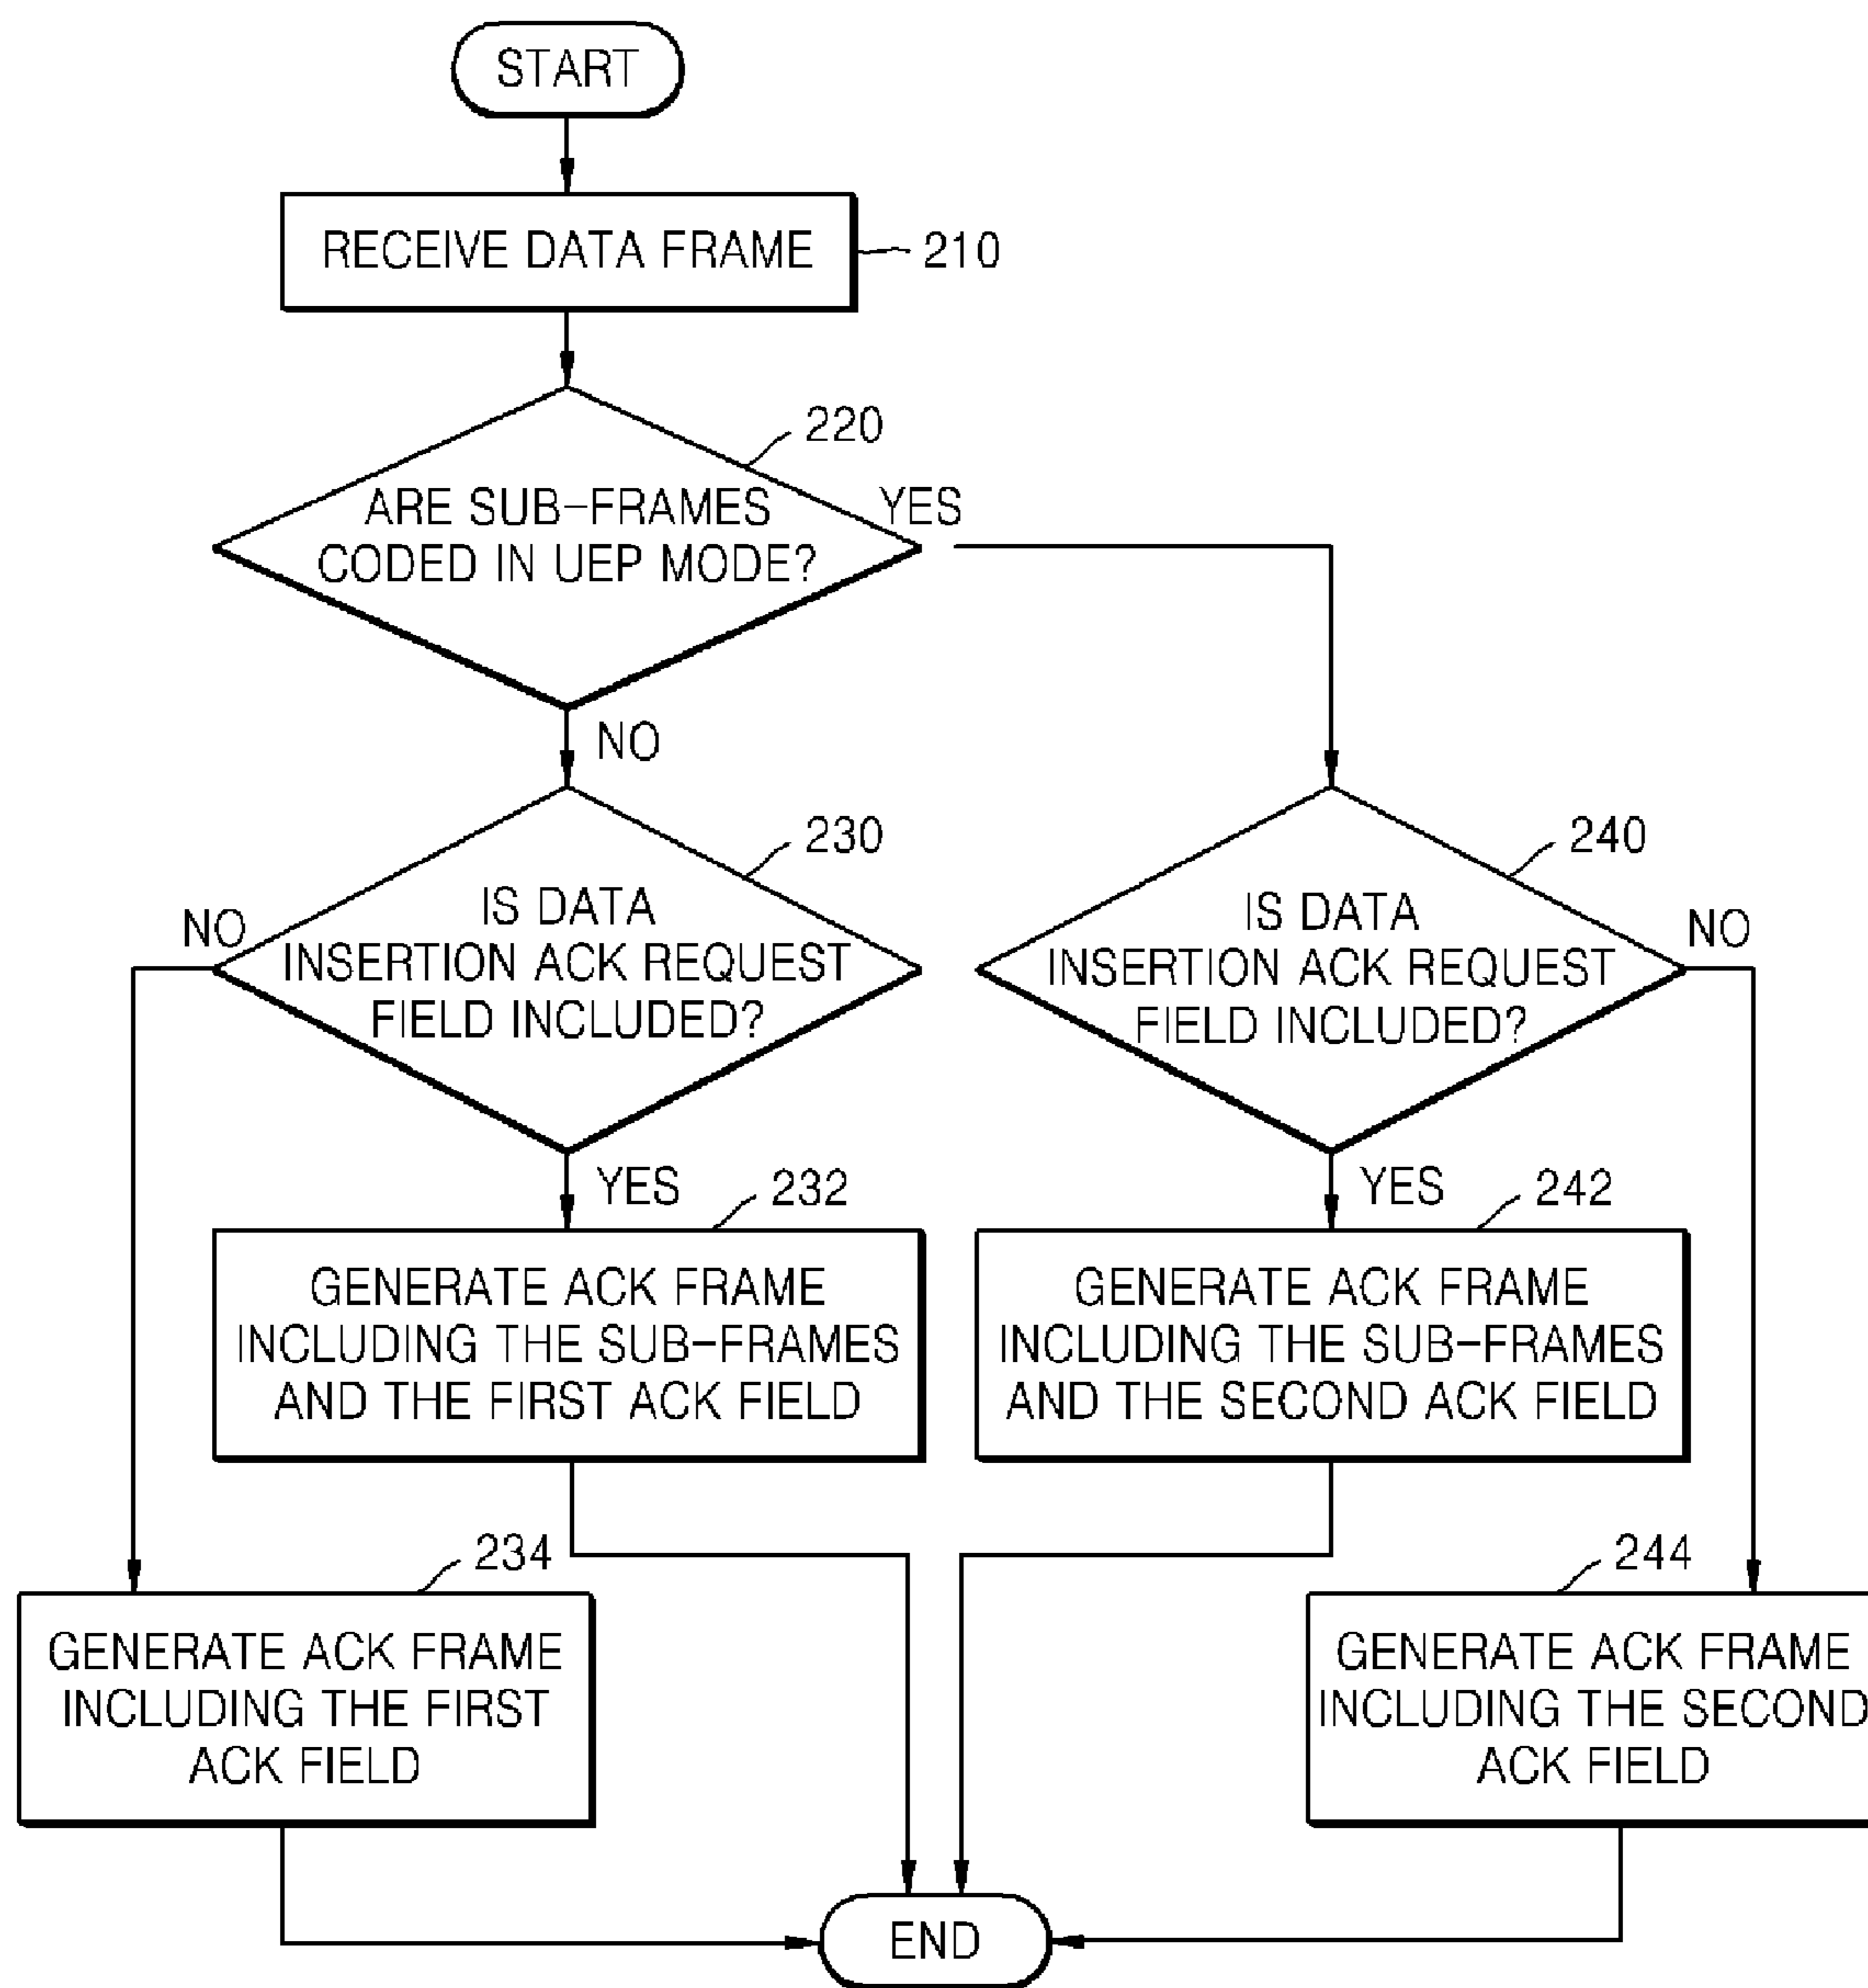 START
RECEIVE DATA FRAME
210
220
ARE SUB-FRAMES
CODED IN UEP MODE?
YES
NO
230
IS DATA
INSERTION ACK REQUEST
FIELD INCLUDED?
NO
YES
240
IS DATA
INSERTION ACK REQUEST
FIELD INCLUDED?
NO
YES
232
GENERATE ACK FRAME
INCLUDING THE SUB-FRAMES
AND THE FIRST ACK FIELD
242
GENERATE ACK FRAME
INCLUDING THE SUB-FRAMES
AND THE SECOND ACK FIELD
234
GENERATE ACK FRAME
INCLUDING THE FIRST
ACK FIELD
244
GENERATE ACK FRAME
INCLUDING THE SECOND
ACK FIELD
END